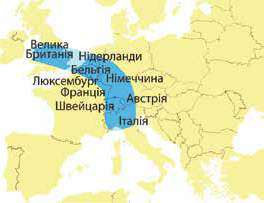 Велика
Британія
Нідерланди
Бельгія
Люксембург
Німеччина
Франція
Австрія
Швейцарія
Італія